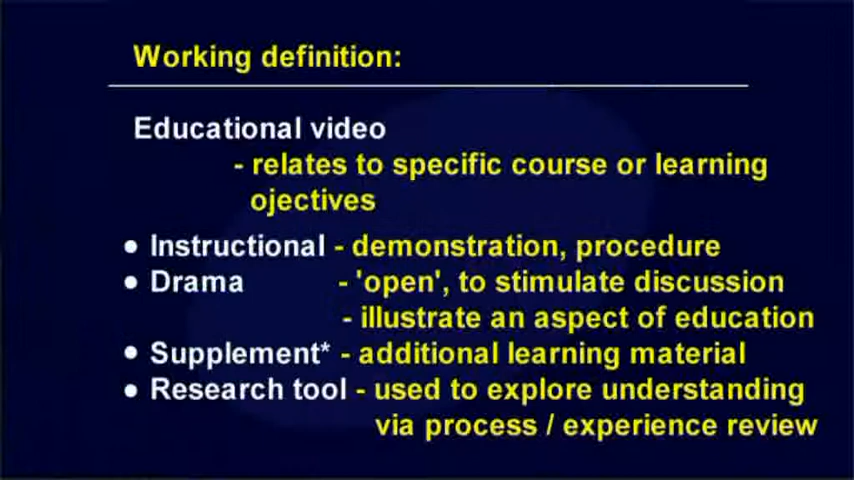 Working definition:
Educational video
- relates to specific course or learning
ojectives
● Instructional - demonstration, procedure
● Drama - 'open', to stimulate discussion
- illustrate an aspect of education
● Supplement* - additional learning material
● Research tool - used to explore understanding
via process / experience review